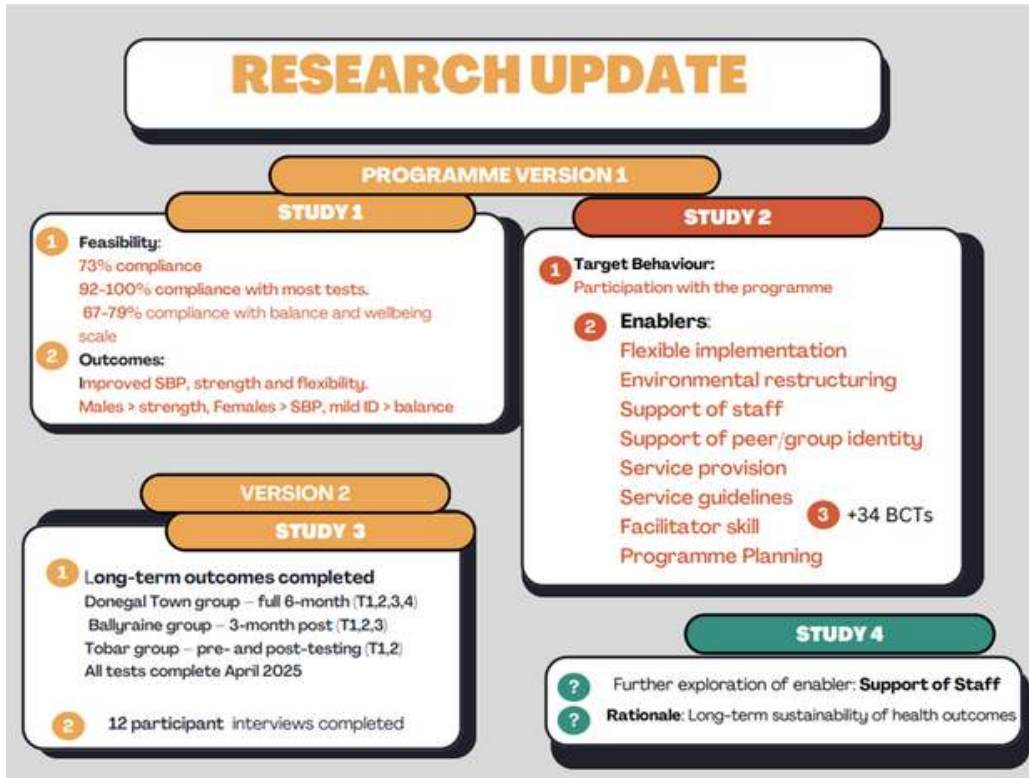 RESEARCH UPDATE
PROGRAMME VERSION 1
STUDY 1
1 Feasibility:
73% compliance
92-100% compliance with most tests.
67-79% compliance with balance and wellbeing
scale
2 Outcomes:
Improved SBP, strength and flexibility.
Males > strength, Females > SBP, mild ID > balance
STUDY 2
1 Target Behaviour:
Participation with the programme
2 Enablers:
Flexible implementation
Environmental restructuring
Support of staff
Support of peer/group identity
Service provision
Service guidelines
Facilitator skill
3 +34 BCTs
Programme Planning
VERSION 2
STUDY 3
1 Long-term outcomes completed
Donegal Town group – full 6-month (T1,2,3,4)
Ballyraine group – 3-month post (T1,2,3)
Tobar group – pre- and post-testing (T1,2)
All tests complete April 2025
2 12 participant interviews completed
STUDY 4
? Further exploration of enabler: Support of Staff
? Rationale: Long-term sustainability of health outcomes